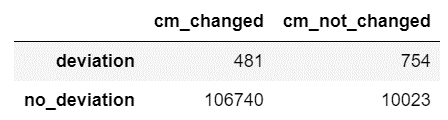 cm_changed cm_not_changed
deviation 481 754
no_deviation 106740 10023